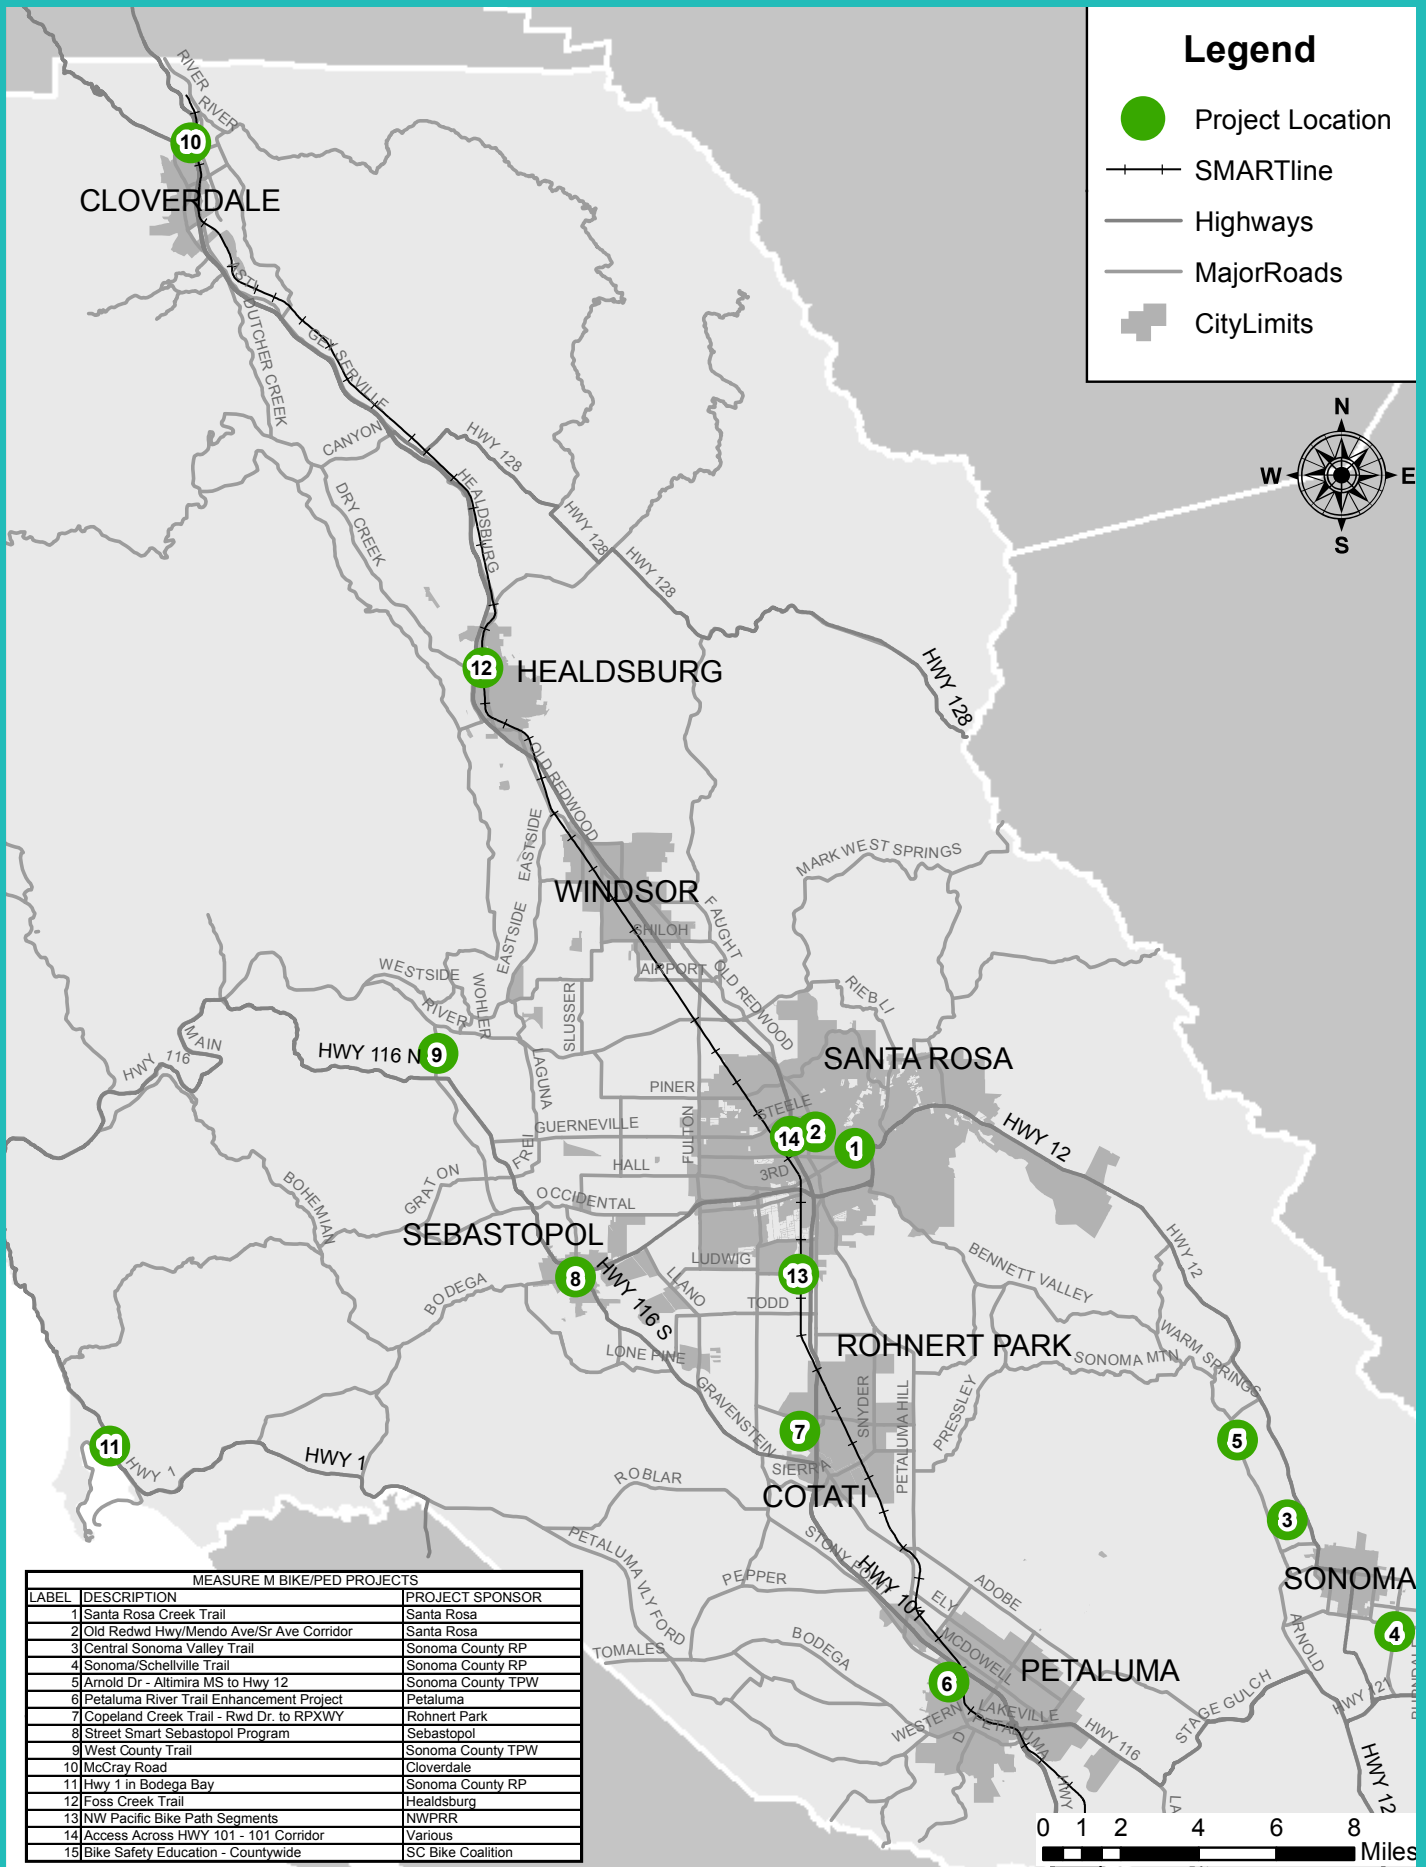 Legend
Project Location
SMARTline
Highways
MajorRoads
CityLimits
N
W
E
S
RIVER
RIVER
10
CLOVERDALE
ASTI
DUTCHER CREEK
GEYSERVILLE
CANYON
HWY 128
HEALDSBURG
DRY CREEK
HWY 128
HWY 128
12
HEALDSBURG
HWY 128
OLD REDWOOD
EASTSIDE
MARK WEST SPRINGS
WINDSOR
FAUGHT
SHILOH
EASTSIDE
WESTSIDE
WOHLER
AIRPORT
OLD REDWOOD
RIEBLI
RIVER
SLUSSER
MAIN
HWY 116
HWY 116 N
9
LAGUNA
SANTA ROSA
PINER
STEELE
FULTON
GUERNEVILLE
14
2
1
HWY 12
FREI
HALL
3RD
GRATON
BOHEMIAN
OCCIDENTAL
SEBASTOPOL
HWY 12
LUDWIG
BENNETT VALLEY
8
HWY 116 S
LLANO
13
BODEGA
TODD
ROHNERT PARK
WARM SPRINGS
LONE PINE
SONOMA MTN
GRAVENSTEIN
SNYDER
PETALUMA HILL
PRESSLEY
7
5
11
HWY 1
HWY 1
SIERRA
ROBLAR
COTATI
3
PETALUMA VLY FORD
STONY POINT
HWY 101
PEPPER
ELY
ADOBE
SONOMA
ARNOLD
4
BODEGA
MCDOWELL
TOMALES
PETALUMA
6
STAGE GULCH
HWY 121
LAKEVILLE
WESTERN
D
PETALUMA
HWY 116
HWY 12
HWY
LA
0 1 2 4 6 8
Miles
MEASURE M BIKE/PED PROJECTS
LABEL DESCRIPTION PROJECT SPONSOR
1 Santa Rosa Creek Trail Santa Rosa
2 Old Redwd Hwy/Mendo Ave/Sr Ave Corridor Santa Rosa
3 Central Sonoma Valley Trail Sonoma County RP
4 Sonoma/Schellville Trail Sonoma County RP
5 Arnold Dr - Altimira MS to Hwy 12 Sonoma County TPW
6 Petaluma River Trail Enhancement Project Petaluma
7 Copeland Creek Trail - Rwd Dr. to RPXWY Rohnert Park
8 Street Smart Sebastopol Program Sebastopol
9 West County Trail Sonoma County TPW
10 McCray Road Cloverdale
11 Hwy 1 in Bodega Bay Sonoma County RP
12 Foss Creek Trail Healdsburg
13 NW Pacific Bike Path Segments NWPRR
14 Access Across HWY 101 - 101 Corridor Various
15 Bike Safety Education - Countywide SC Bike Coalition